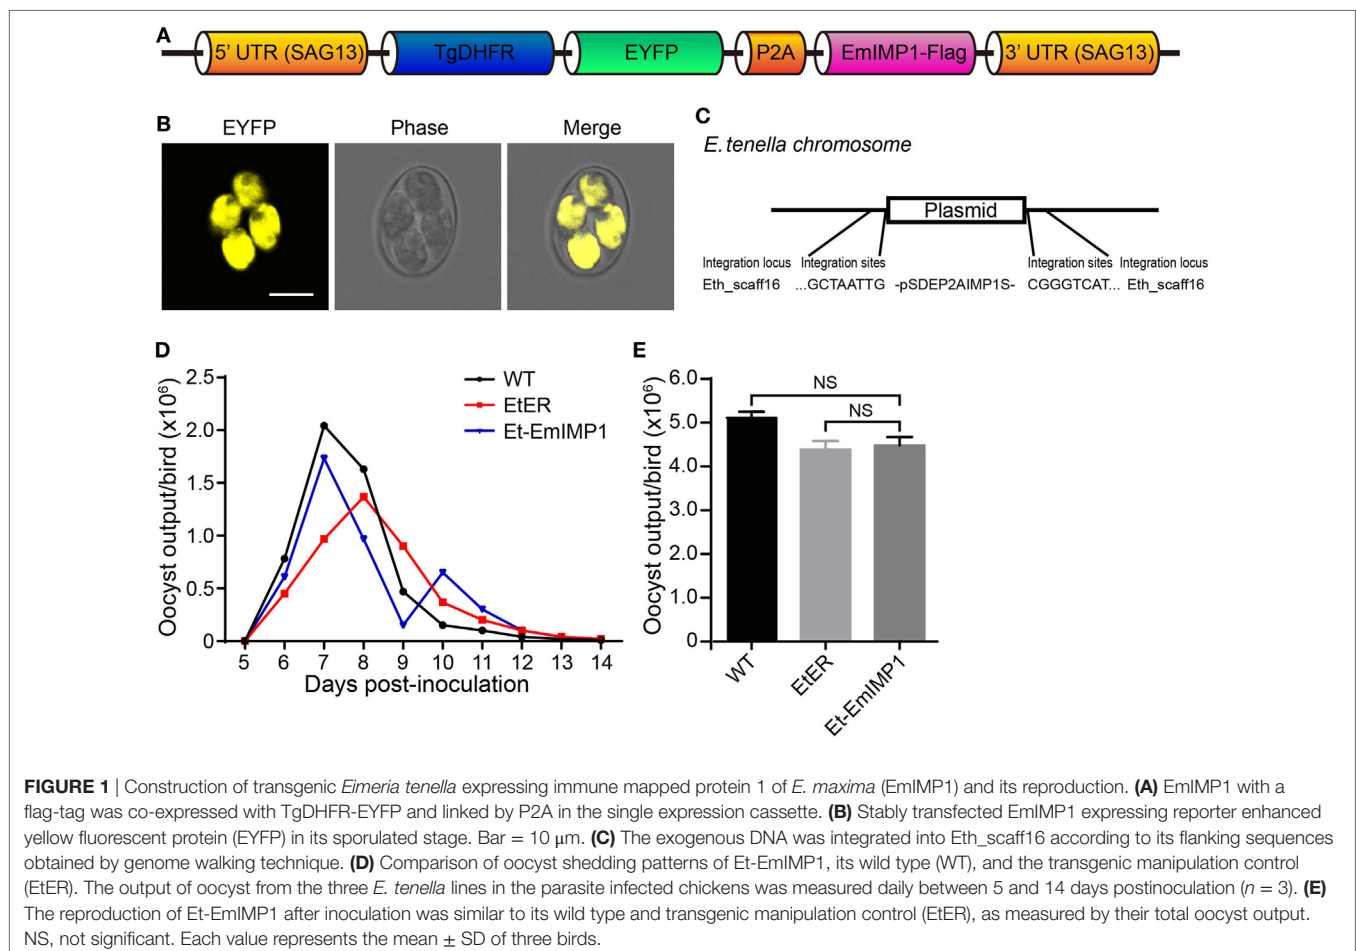 A
5' UTR (SAG13) TgDHFR EYFP P2A EmIMP1-Flag 3' UTR (SAG13)
B
EYFP Phase Merge
C
E. tenella chromosome
Plasmid
Integration locus Integration sites Integration sites Integration locus
Eth_scaff16 ...GCTAATTG -pSDEP2AIMP1S- CGGGTCAT... Eth_scaff16
D
Oocyst output/bird (x10⁶)
2.5
2.0
1.5
1.0
0.5
0
5 6 7 8 9 10 11 12 13 14
Days post-inoculation
WT
EtER
Et-EmIMP1
E
Oocyst output/bird (x10⁶)
6.0
5.0
4.0
3.0
2.0
1.0
0
NS
NS
WT
EtER
Et-EmIMP1
FIGURE 1 | Construction of transgenic Eimeria tenella expressing immune mapped protein 1 of E. maxima (EmIMP1) and its reproduction. (A) EmIMP1 with a
flag-tag was co-expressed with TgDHFR-EYFP and linked by P2A in the single expression cassette. (B) Stably transfected EmIMP1 expressing reporter enhanced
yellow fluorescent protein (EYFP) in its sporulated stage. Bar = 10 μm. (C) The exogenous DNA was integrated into Eth_scaff16 according to its flanking sequences
obtained by genome walking technique. (D) Comparison of oocyst shedding patterns of Et-EmIMP1, its wild type (WT), and the transgenic manipulation control
(EtER). The output of oocyst from the three E. tenella lines in the parasite infected chickens was measured daily between 5 and 14 days postinoculation (n = 3). (E)
The reproduction of Et-EmIMP1 after inoculation was similar to its wild type and transgenic manipulation control (EtER), as measured by their total oocyst output.
NS, not significant. Each value represents the mean ± SD of three birds.